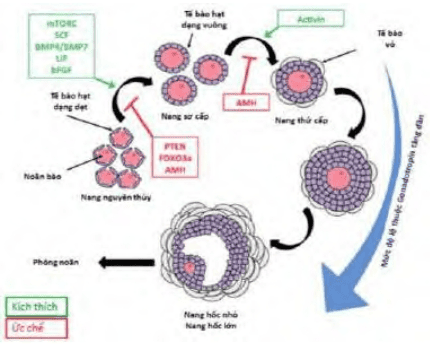 mTORC
SCF
BMP4/BMP7
LIF
bFGF
Tế bào hạt
dạng vuông
Activin
Tế bào
vỏ
Tế bào hạt
dạng dẹt
Nang sơ cấp
AMH
Nang thứ cấp
Noãn bào
PTEN
FOXO3a
AMH
Nang nguyên thủy
Mức độ lệ thuộc Gonadotropin tăng dần
Phóng noãn
Nang hốc nhỏ
Nang hốc lớn
Kích thích
Ức chế